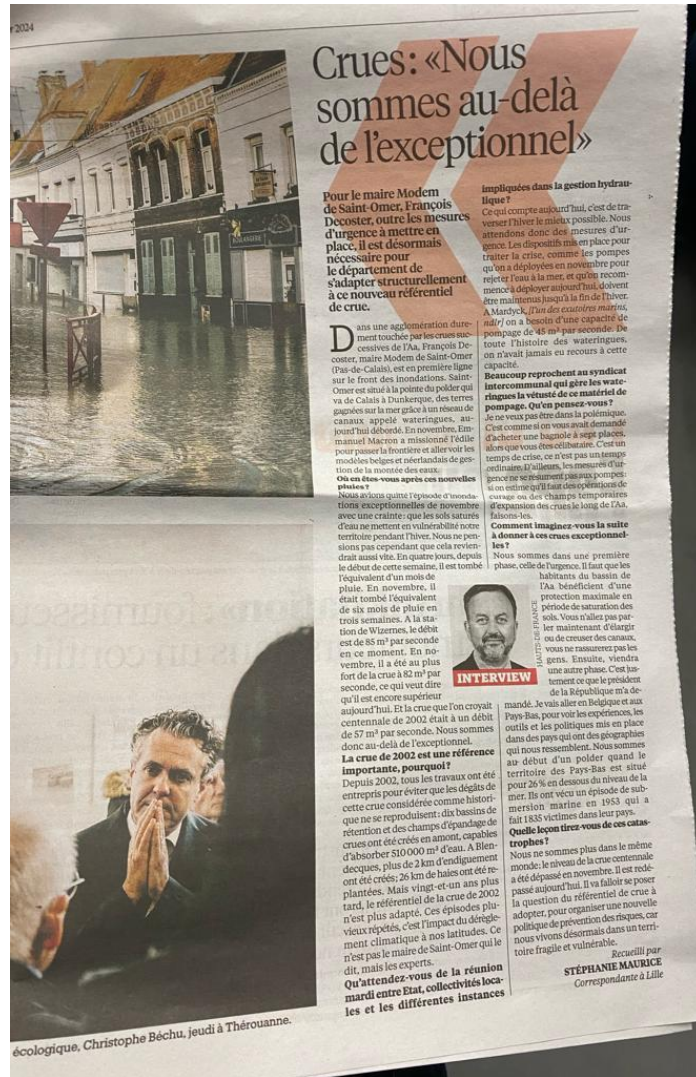 r 2024
BOULANGERIE
Crues: «Nous
sommes au-delà
de l’exceptionnel»
Pour le maire Modem
de Saint-Omer, François
Decoster, outre les mesures
d’urgence à mettre en
place, il est désormais
nécessaire pour
le département de
s’adapter structurellement
à ce nouveau référentiel
de crue.
Dans une agglomération dure-
ment touchée par les crues suc-
cessives de l’Aa, François De-
coster, maire Modem de Saint-Omer
(Pas-de-Calais), est en première ligne
sur le front des inondations. Saint-
Omer est situé à la pointe du polder qui
va de Calais à Dunkerque, des terres
gagnées sur la mer grâce à un réseau de
canaux appelé wateringues, au-
jourd’hui débordé. En novembre, Em-
manuel Macron a missionné l’édile
pour passer la frontière et aller voir les
modèles belges et néerlandais de ges-
tion de la montée des eaux.
Où en êtes-vous après ces nouvelles
pluies?
Nous avions quitté l’épisode d’inonda-
tions exceptionnelles de novembre
avec une crainte: que les sols saturés
d’eau ne mettent en vulnérabilité notre
territoire pendant l’hiver. Nous ne pen-
sions pas cependant que cela revien-
drait aussi vite. En quatre jours, depuis
le début de cette semaine, il est tombé
l’équivalent d’un mois de
pluie. En novembre, il
était tombé l’équivalent
de six mois de pluie en
trois semaines. A la sta-
tion de Wizernes, le débit
est de 85 m³ par seconde
en ce moment. En no-
vembre, il a été au plus
fort de la crue à 82 m³ par
seconde, ce qui veut dire
qu’il est encore supérieur
aujourd’hui. Et la crue que l’on croyait
centennale de 2002 était à un débit
de 57 m³ par seconde. Nous sommes
donc au-delà de l’exceptionnel.
La crue de 2002 est une référence
importante, pourquoi?
Depuis 2002, tous les travaux ont été
entrepris pour éviter que les dégâts de
cette crue considérée comme histori-
que ne se reproduisent: dix bassins de
rétention et des champs d’épandage de
crues ont été créés en amont, capables
d’absorber 510 000 m³ d’eau. A Blen-
decques, plus de 2 km d’endiguement
ont été créés; 26 km de haies ont été re-
plantées. Mais vingt-et-un ans plus
tard, le référentiel de la crue de 2002
n’est plus adapté. Ces épisodes plu-
vieux répétés, c’est l’impact du dérègle-
ment climatique à nos latitudes. Ce
n’est pas le maire de Saint-Omer qui le
dit, mais les experts.
Qu’attendez-vous de la réunion
mardi entre Etat, collectivités loca-
les et les différentes instances
impliquées dans la gestion hydrau-
lique?
Ce qui compte aujourd’hui, c’est de tra-
verser l’hiver le mieux possible. Nous
attendons donc des mesures d’ur-
gence. Les dispositifs mis en place pour
traiter la crise, comme les pompes
qu’on a déployées en novembre pour
rejeter l’eau à la mer, et qu’on recom-
mence à déployer aujourd’hui, doivent
être maintenus jusqu’à la fin de l’hiver.
A Mardyck, [l’un des exutoires marins,
ndlr] on a besoin d’une capacité de
pompage de 45 m³ par seconde. De
toute l’histoire des wateringues,
on n’avait jamais eu recours à cette
capacité.
Beaucoup reprochent au syndicat
intercommunal qui gère les wate-
ringues la vétusté de ce matériel de
pompage. Qu’en pensez-vous?
Je ne veux pas être dans la polémique.
C’est comme si on vous avait demandé
d’acheter une bagnole à sept places,
alors que vous êtes célibataire. C’est un
temps de crise, ce n’est pas un temps
ordinaire. D’ailleurs, les mesures d’ur-
gence ne se résument pas aux pompes:
si on estime qu’il faut des opérations de
curage ou des champs temporaires
d’expansion des crues le long de l’Aa,
faisons-les.
Comment imaginez-vous la suite
à donner à ces crues exceptionnel-
les?
Nous sommes dans une première
phase, celle de l’urgence. Il faut que les
habitants du bassin de
l’Aa bénéficient d’une
protection maximale en
période de saturation des
sols. Vous n’allez pas par-
ler maintenant d’élargir
ou de creuser des canaux,
vous ne rassurerez pas les
gens. Ensuite, viendra
une autre phase. C’est jus-
tement ce que le président
de la République m’a de-
mandé. Je vais aller en Belgique et aux
Pays-Bas, pour voir les expériences, les
outils et les politiques mis en place
dans des pays qui ont des géographies
qui nous ressemblent. Nous sommes
au début d’un polder quand le
territoire des Pays-Bas est situé
pour 26% en dessous du niveau de la
mer. Ils ont vécu un épisode de sub-
mersion marine en 1953 qui a
fait 1 835 victimes dans leur pays.
Quelle leçon tirez-vous de ces catas-
trophes?
Nous ne sommes plus dans le même
monde: le niveau de la crue centennale
a été dépassé en novembre. Il est redé-
passé aujourd’hui. Il va falloir se poser
la question du référentiel de crue à
adopter, pour organiser une nouvelle
politique de prévention des risques, car
nous vivons désormais dans un terri-
toire fragile et vulnérable.
Recueilli par
STÉPHANIE MAURICE
Correspondante à Lille
HAUTS-DE-FRANCE
INTERVIEW
écologique, Christophe Béchu, jeudi à Thérouanne.